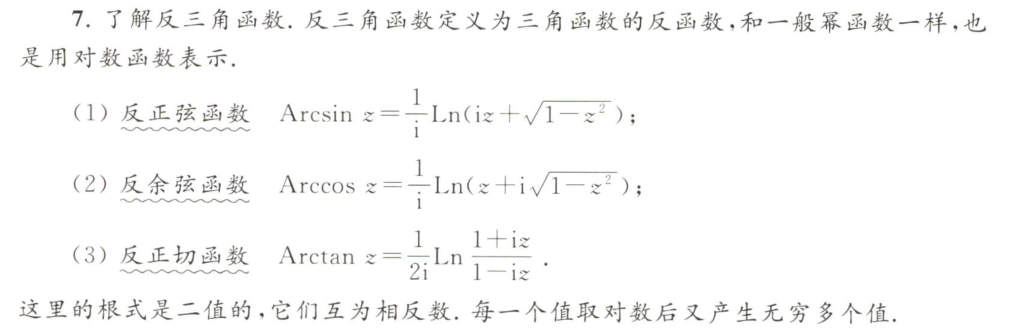 7. 了解反三角函数. 反三角函数定义为三角函数的反函数,和一般幂函数一样,也
是用对数函数表示.
(1) 反正弦函数 Arcsin z=\frac{1}{i}Ln(iz+\sqrt{1-z^2});
(2) 反余弦函数 Arccos z=\frac{1}{i}Ln(z+i\sqrt{1-z^2});
(3) 反正切函数 Arctan z=\frac{1}{2i}Ln\frac{1+iz}{1-iz}.
这里的根式是二值的,它们互为相反数. 每一个值取对数后又产生无穷多个值.